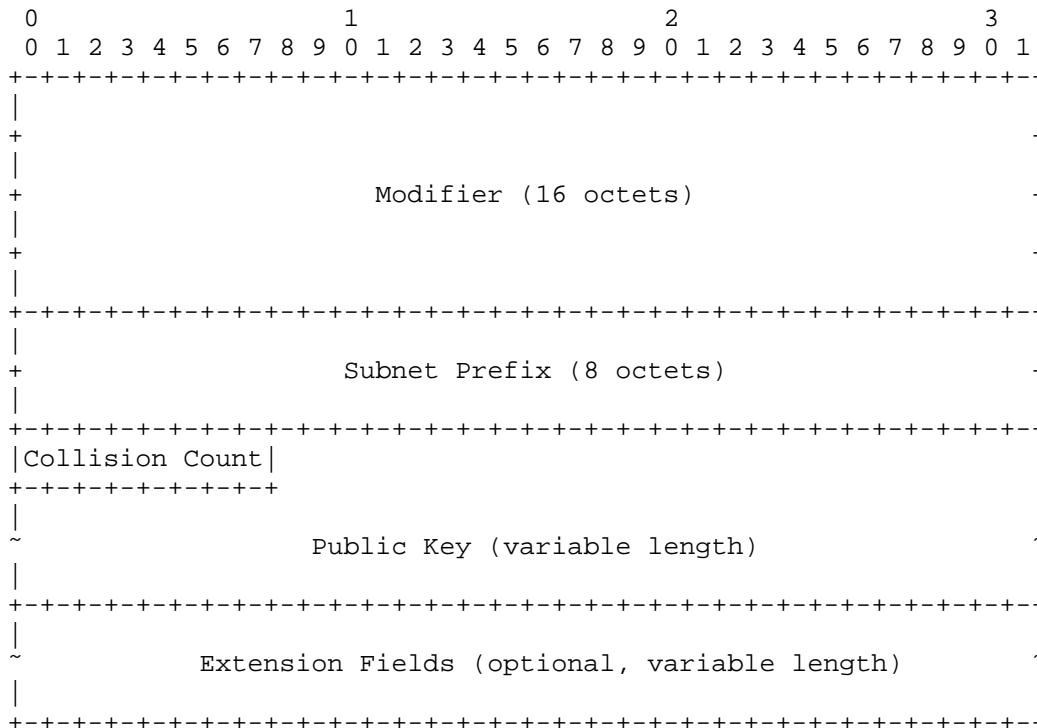 0                   1                   2                   3
0 1 2 3 4 5 6 7 8 9 0 1 2 3 4 5 6 7 8 9 0 1 2 3 4 5 6 7 8 9 0 1
+-+-+-+-+-+-+-+-+-+-+-+-+-+-+-+-+-+-+-+-+-+-+-+-+-+-+-+-+-+-+-+-
|
+                                                               -
|
+                      Modifier (16 octets)                     -
|
+                                                               -
|
+-+-+-+-+-+-+-+-+-+-+-+-+-+-+-+-+-+-+-+-+-+-+-+-+-+-+-+-+-+-+-+-
|
+                    Subnet Prefix (8 octets)                   -
|
+-+-+-+-+-+-+-+-+-+-+-+-+-+-+-+-+-+-+-+-+-+-+-+-+-+-+-+-+-+-+-+-
|Collision Count|
+-+-+-+-+-+-+-+-+
|
~                  Public Key (variable length)                 ~
|
+-+-+-+-+-+-+-+-+-+-+-+-+-+-+-+-+-+-+-+-+-+-+-+-+-+-+-+-+-+-+-+-
|
~           Extension Fields (optional, variable length)        ~
|
+-+-+-+-+-+-+-+-+-+-+-+-+-+-+-+-+-+-+-+-+-+-+-+-+-+-+-+-+-+-+-+-